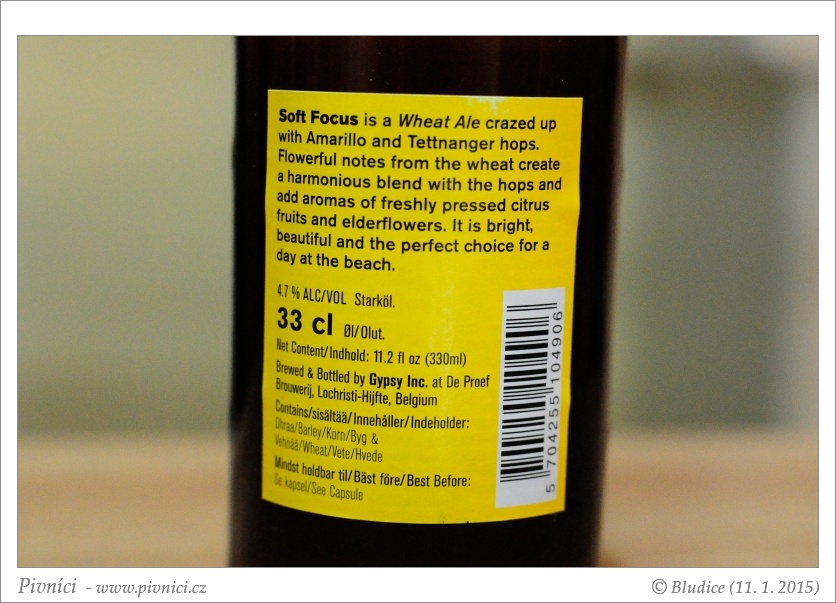 Soft Focus is a Wheat Ale crazed up
with Amarillo and Tettnanger hops.
Flowerful notes from the wheat create
a harmonious blend with the hops and
add aromas of freshly pressed citrus
fruits and elderflowers. It is bright,
beautiful and the perfect choice for a
day at the beach.
4.7 % ALC/VOL Starköl.
33 cl Øl/Olut.
Net Content/Indhold: 11.2 fl oz (330ml)
Brewed & Bottled by Gypsy Inc. at De Proef
Brouwerij, Lochristi-Hijfte, Belgium
Contains/sisältää/Innehåller/Indeholder:
Ohraa/Barley/Korn/Byg &
Vehnää/Wheat/Vete/Hvede
Mindst holdbar til/Bäst före/Best Before:
Se kapsel/See Capsule
5 704255 104906
Pivníci - www.pivnici.cz
© Bludice (11. 1. 2015)